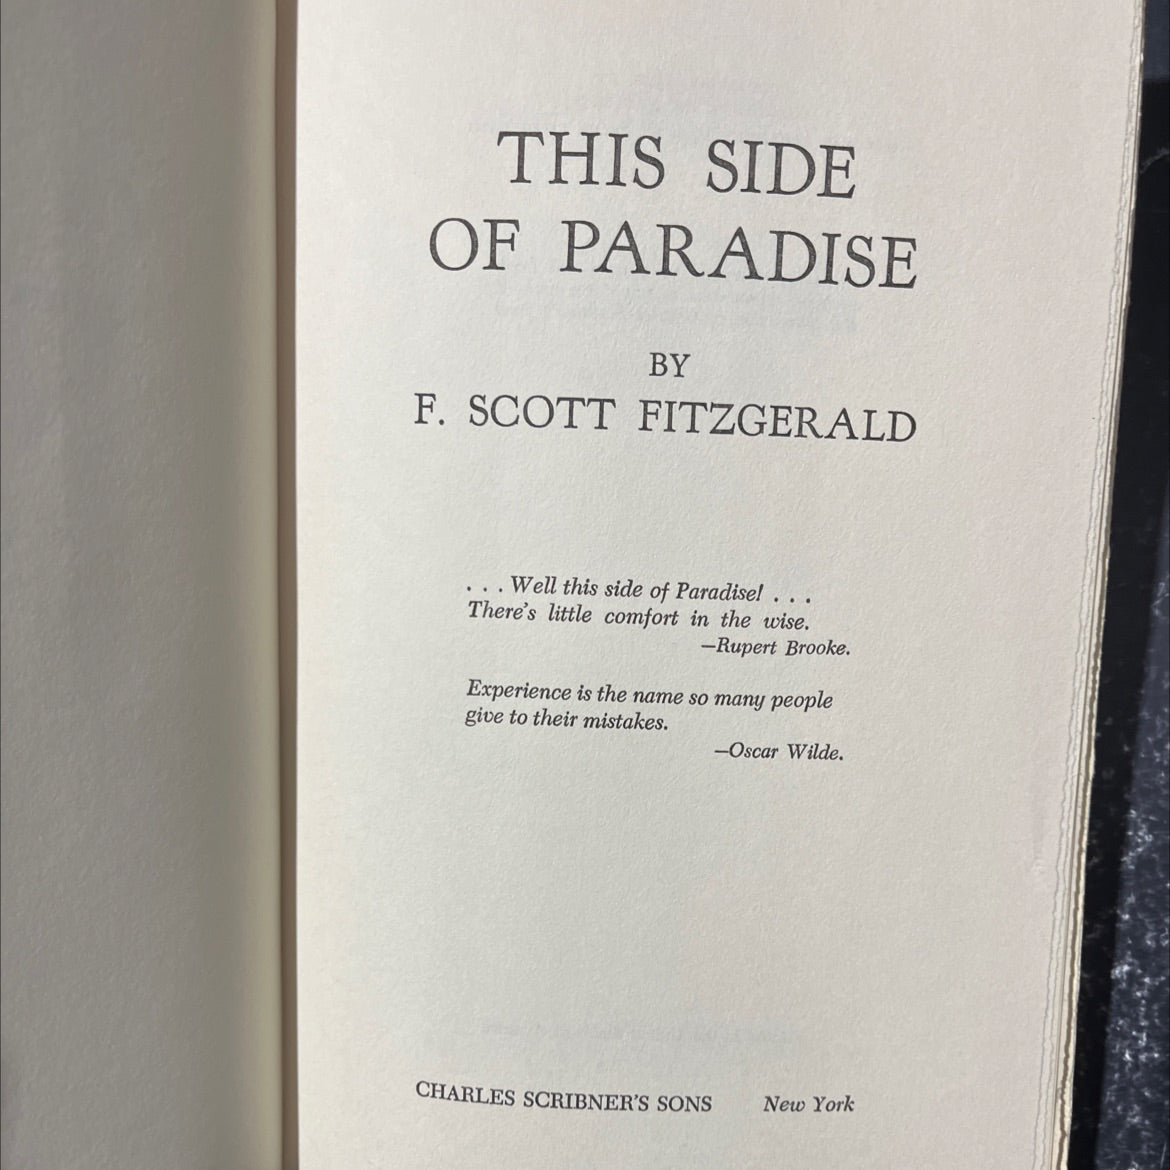 THIS SIDE
OF PARADISE
BY
F. SCOTT FITZGERALD
. . . Well this side of Paradise! . . .
There's little comfort in the wise.
—Rupert Brooke.
Experience is the name so many people
give to their mistakes.
—Oscar Wilde.
CHARLES SCRIBNER'S SONS New York